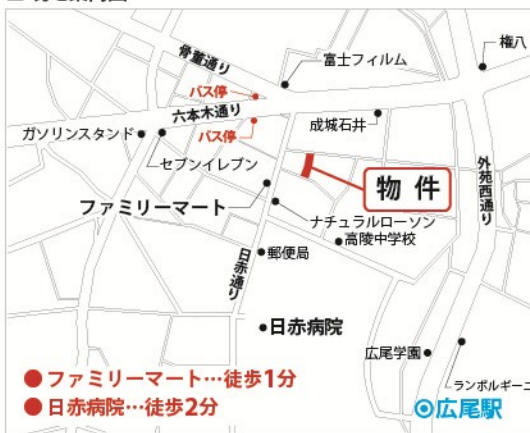 骨董通り
富士フィルム
権八
バス停
六本木通り
ガソリンスタンド
バス停
成城石井
セブンイレブン
外苑西通り
物件
ファミリーマート
ナチュラルローソン
高陵中学校
日赤通り
郵便局
日赤病院
広尾学園
ランボルギーニ
●ファミリーマート…徒歩1分
●日赤病院…徒歩2分
広尾駅